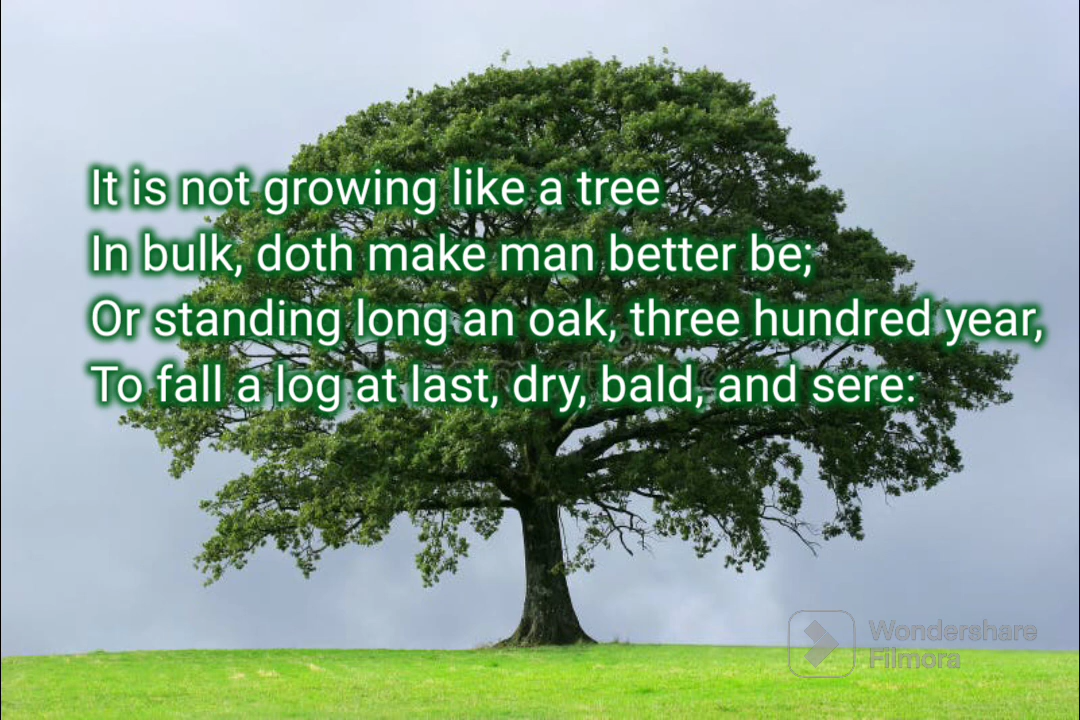 It is not growing like a tree
In bulk, doth make man better be;
Or standing long an oak, three hundred year,
To fall a log at last, dry, bald, and sere:
Wondershare
Filmora